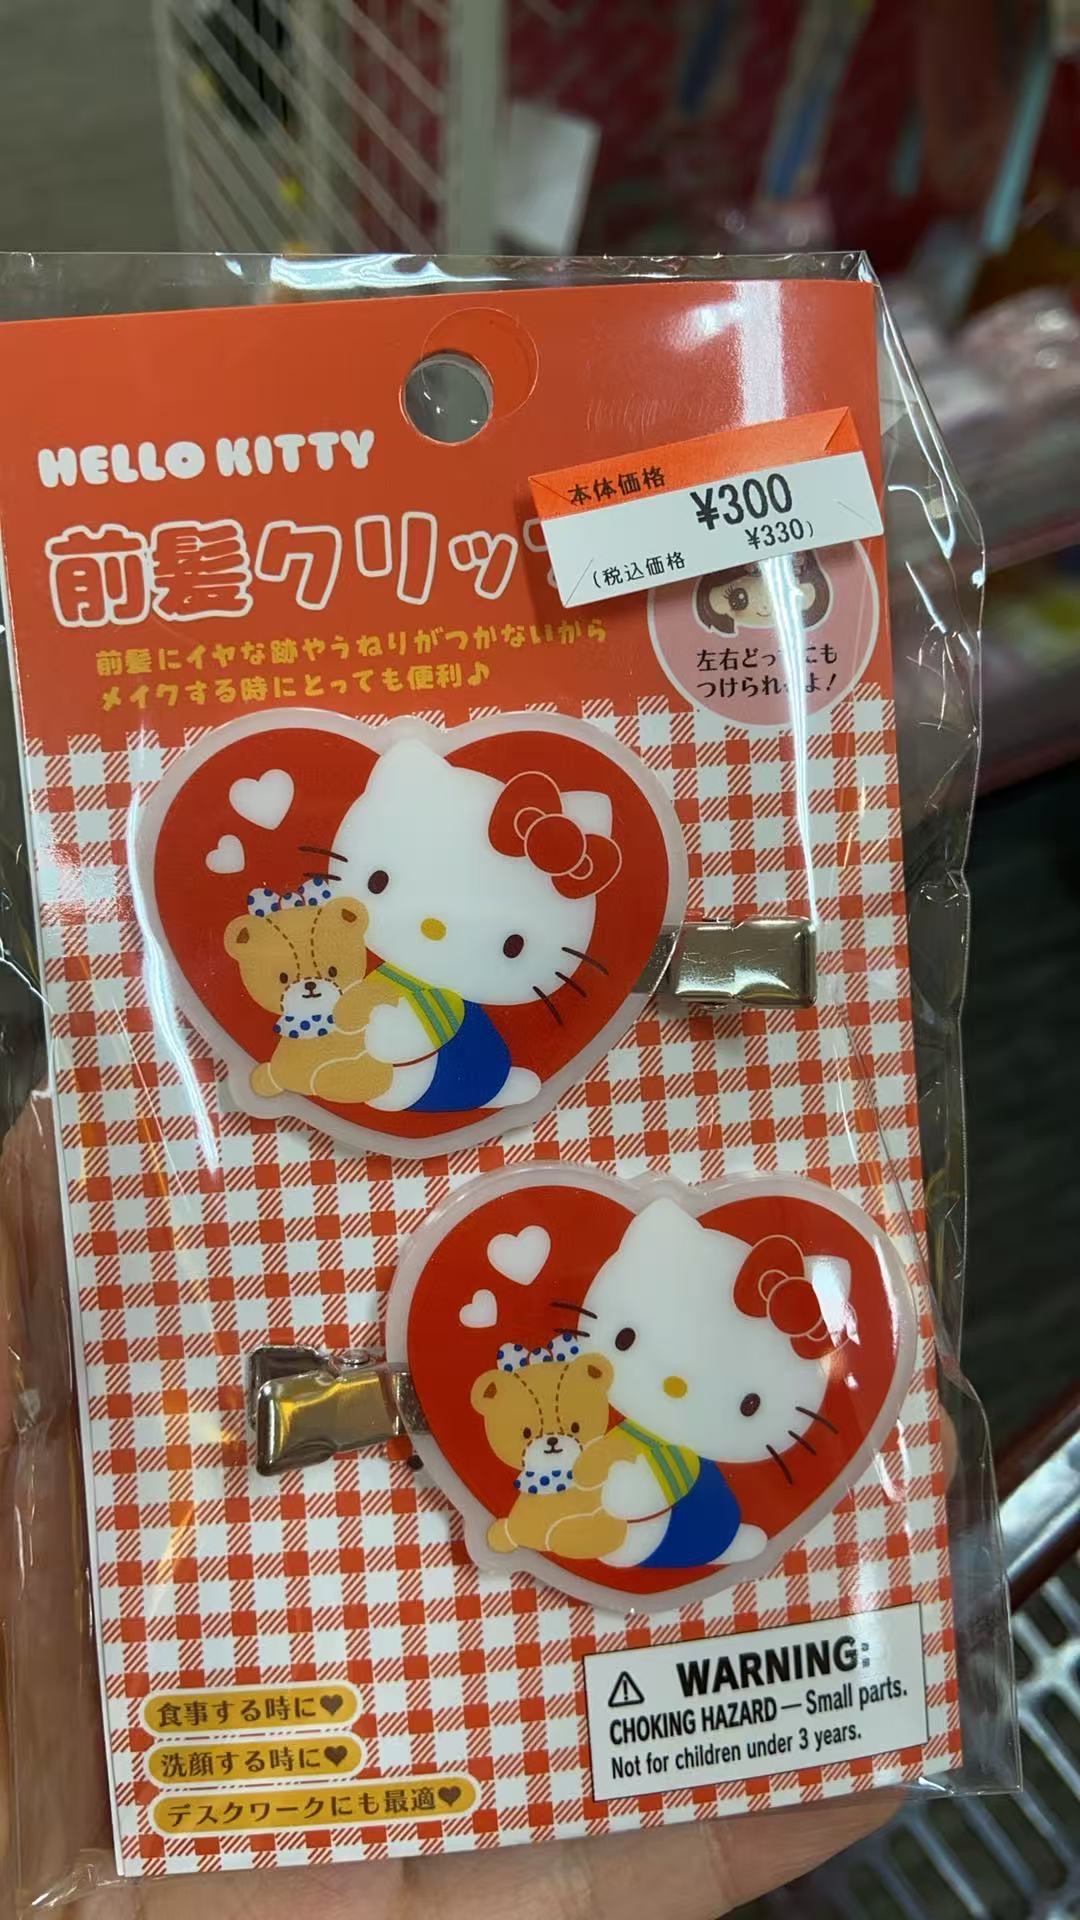 HELLO KITTY
前髪クリッ
本体価格
¥300
(税込価格 ¥330)
前髪にイヤな跡やうねりがつかないから
メイクする時にとっても便利♪
左右どっ にも
つけられ よ!
食事する時に♥
洗顔する時に♥
デスクワークにも最適♥
⚠ WARNING:
CHOKING HAZARD — Small parts.
Not for children under 3 years.